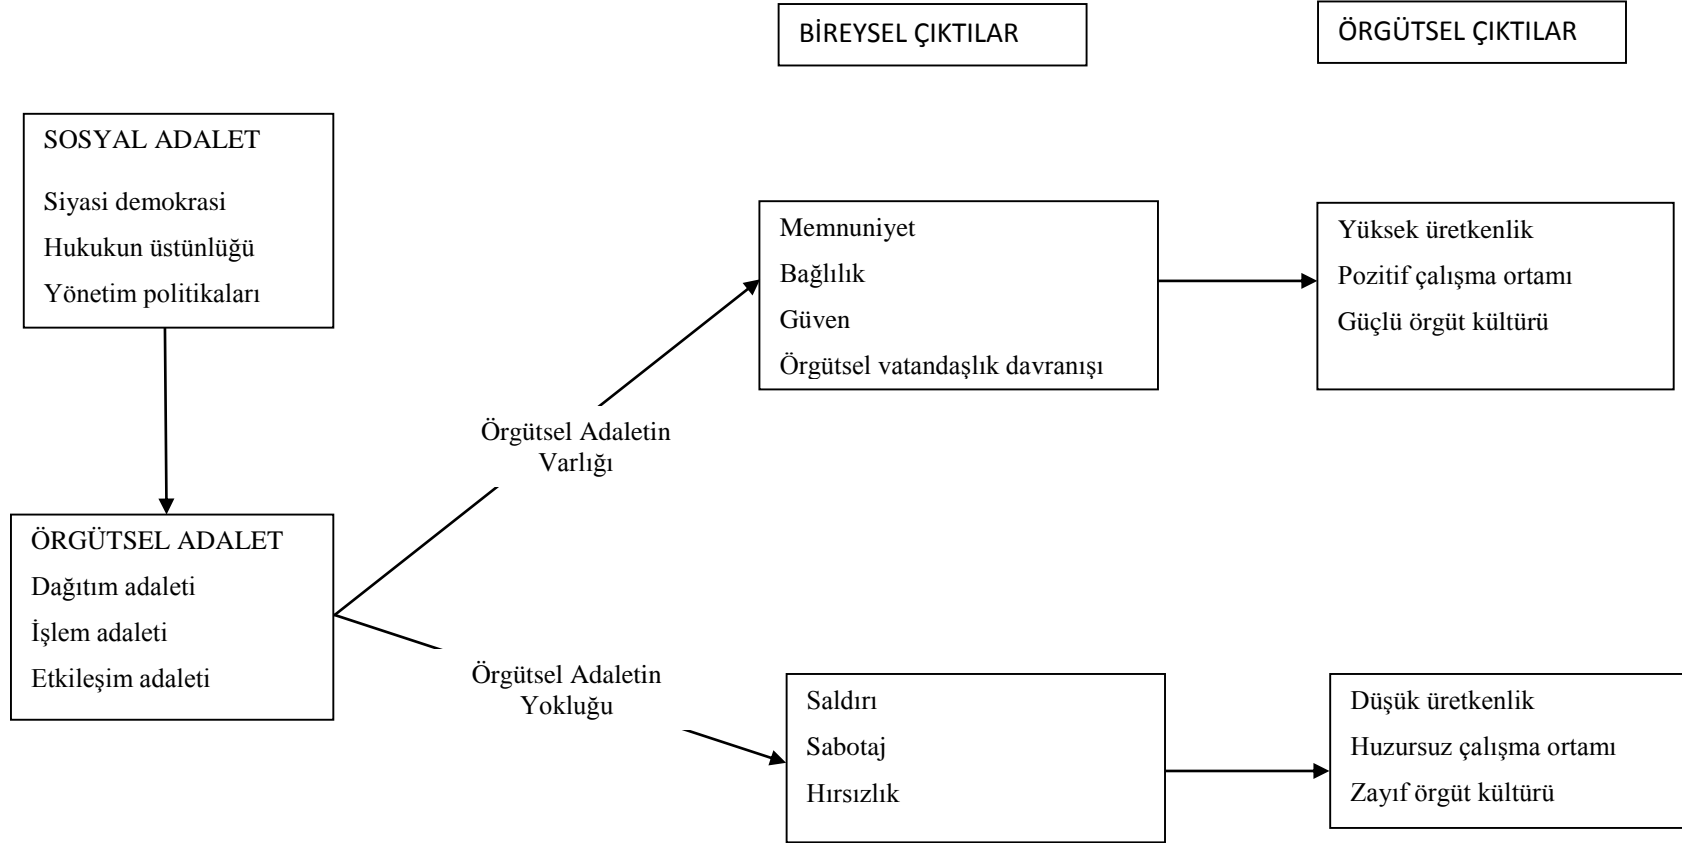 BİREYSEL ÇIKTILAR
ÖRGÜTSEL ÇIKTILAR
SOSYAL ADALET
Siyasi demokrasi
Hukukun üstünlüğü
Yönetim politikaları
Memnuniyet
Bağlılık
Güven
Örgütsel vatandaşlık davranışı
Yüksek üretkenlik
Pozitif çalışma ortamı
Güçlü örgüt kültürü
Örgütsel Adaletin
Varlığı
ÖRGÜTSEL ADALET
Dağıtım adaleti
İşlem adaleti
Etkileşim adaleti
Örgütsel Adaletin
Yokluğu
Saldırı
Sabotaj
Hırsızlık
Düşük üretkenlik
Huzursuz çalışma ortamı
Zayıf örgüt kültürü